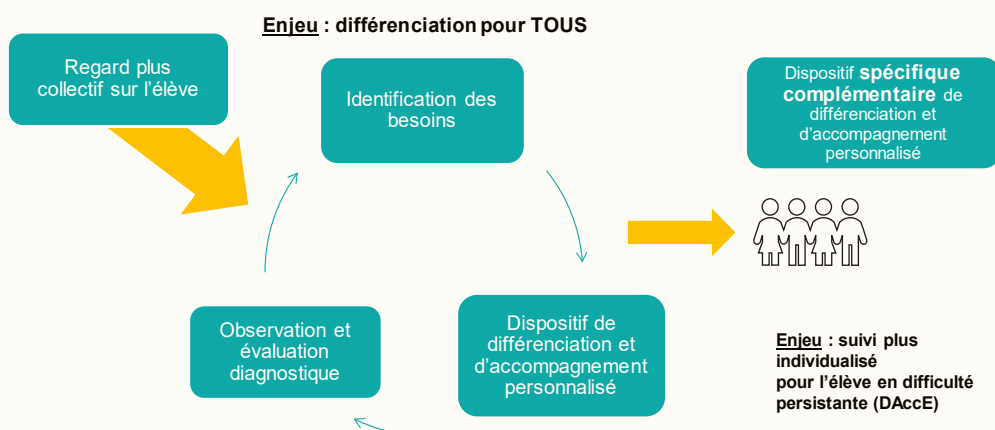 Enjeu : différenciation pour TOUS
Regard plus
collectif sur l'élève
Identification des
besoins
Dispositif spécifique
complémentaire de
différenciation et
d'accompagnement
personnalisé
Observation et
évaluation
diagnostique
Dispositif de
différenciation et
d'accompagnement
personnalisé
Enjeu : suivi plus
individualisé
pour l'élève en difficulté
persistante (DAccE)